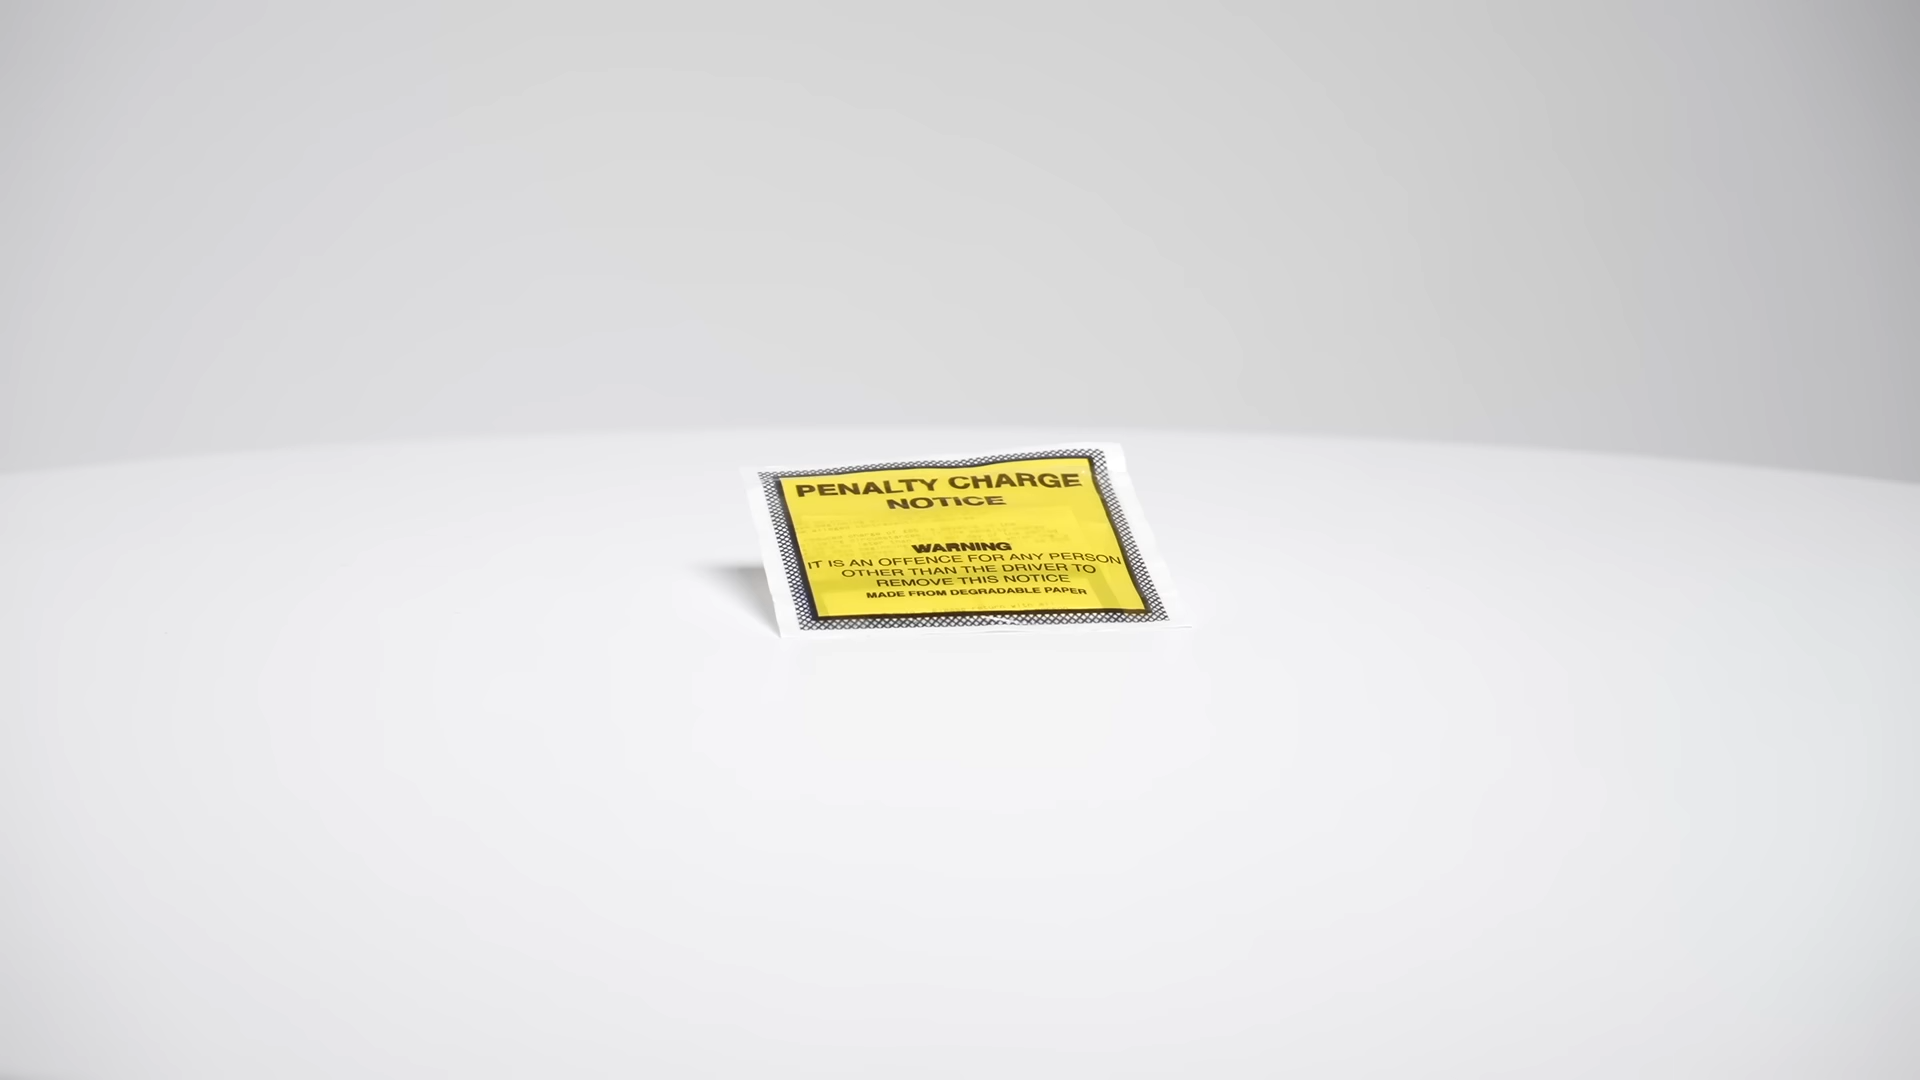 PENALTY CHARGE
NOTICE
WARNING
IT IS AN OFFENCE FOR ANY PERSON
OTHER THAN THE DRIVER TO
REMOVE THIS NOTICE
MADE FROM DEGRADABLE PAPER